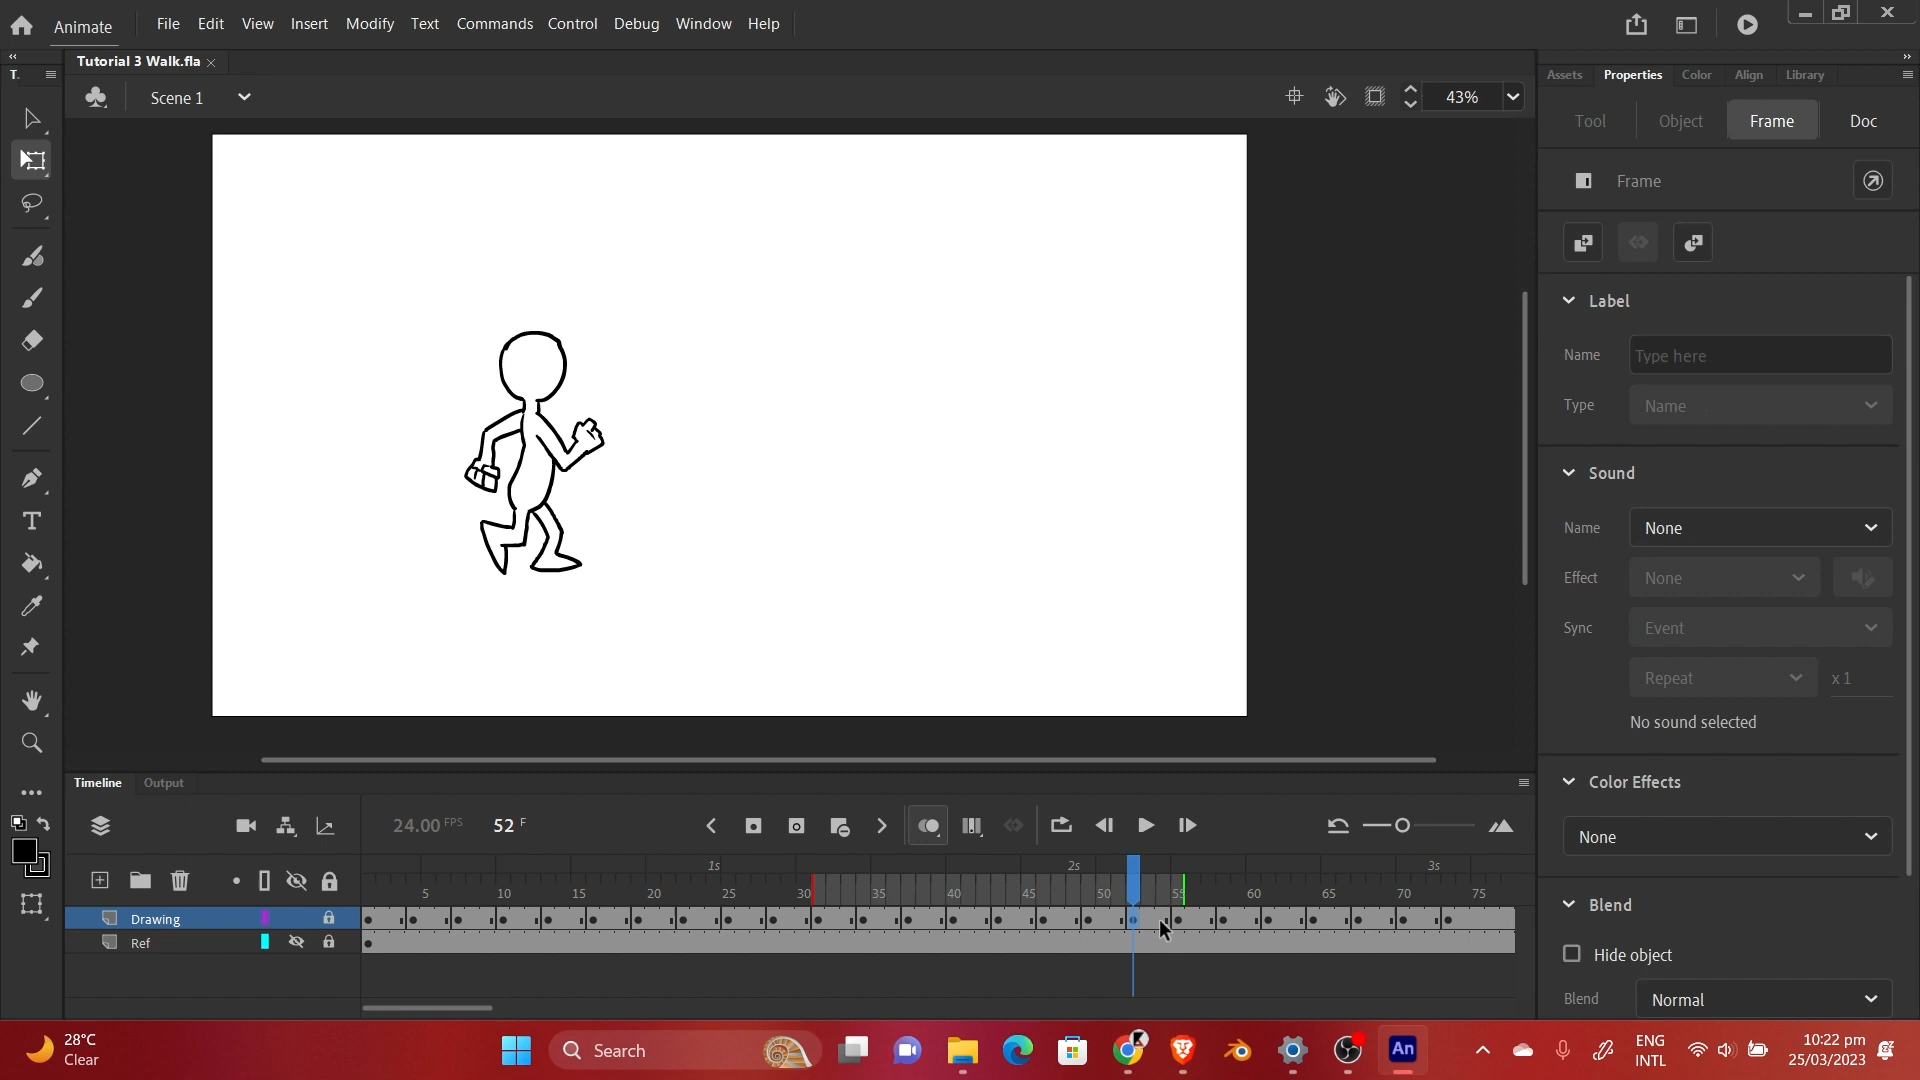 Animate File Edit View Insert Modify Text Commands Control Debug Window Help
Tutorial 3 Walk.fla
T.
Scene 1
43%
Assets Properties Color Align Library
Tool Object Frame Doc
Frame
Label
Name Type here
Type Name
Sound
Name None
Effect None
Sync Event
Repeat x 1
No sound selected
Color Effects
None
Blend
Hide object
Blend Normal
Timeline Output
24.00 FPS 52 F
1s 2s 3s
5 10 15 20 25 30 35 40 45 50 55 60 65 70 75
Drawing
Ref
28°C
Clear
Search
An
ENG
INTL
10:22 pm
25/03/2023